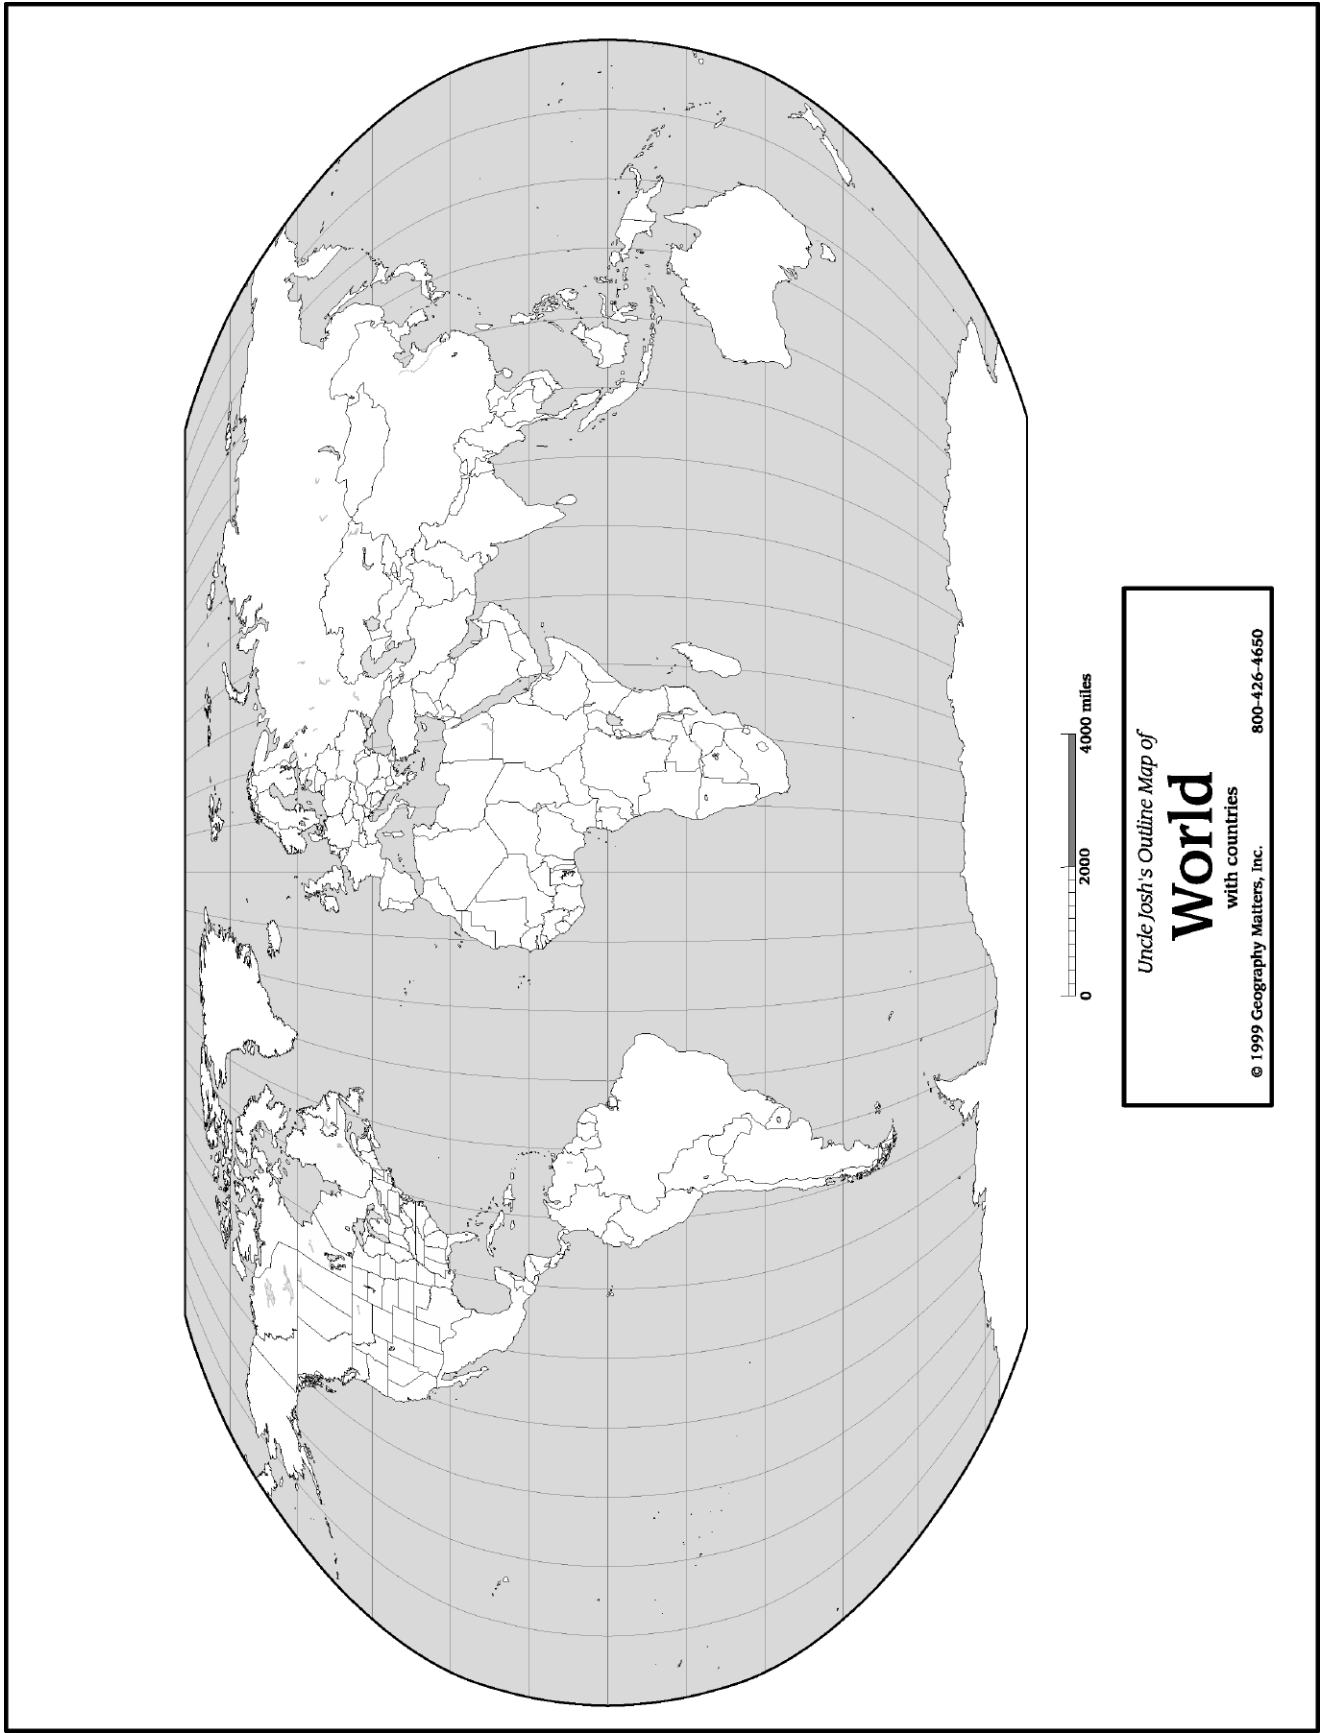 0 2000 4000 miles
Uncle Josh's Outline Map of
World
with countries
© 1999 Geography Matters, Inc. 800-426-4650